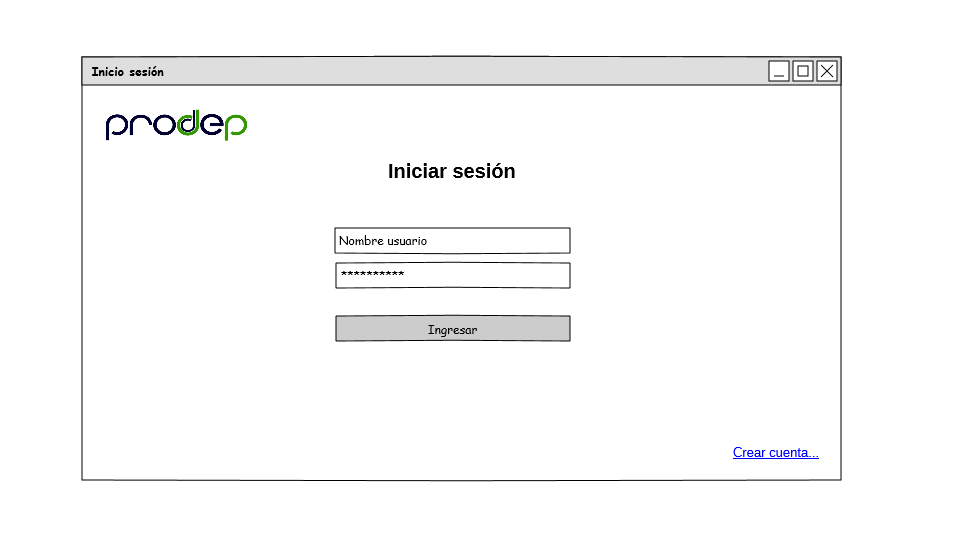 Inicio sesión
prodep
Iniciar sesión
Nombre usuario
**********
Ingresar
Crear cuenta...